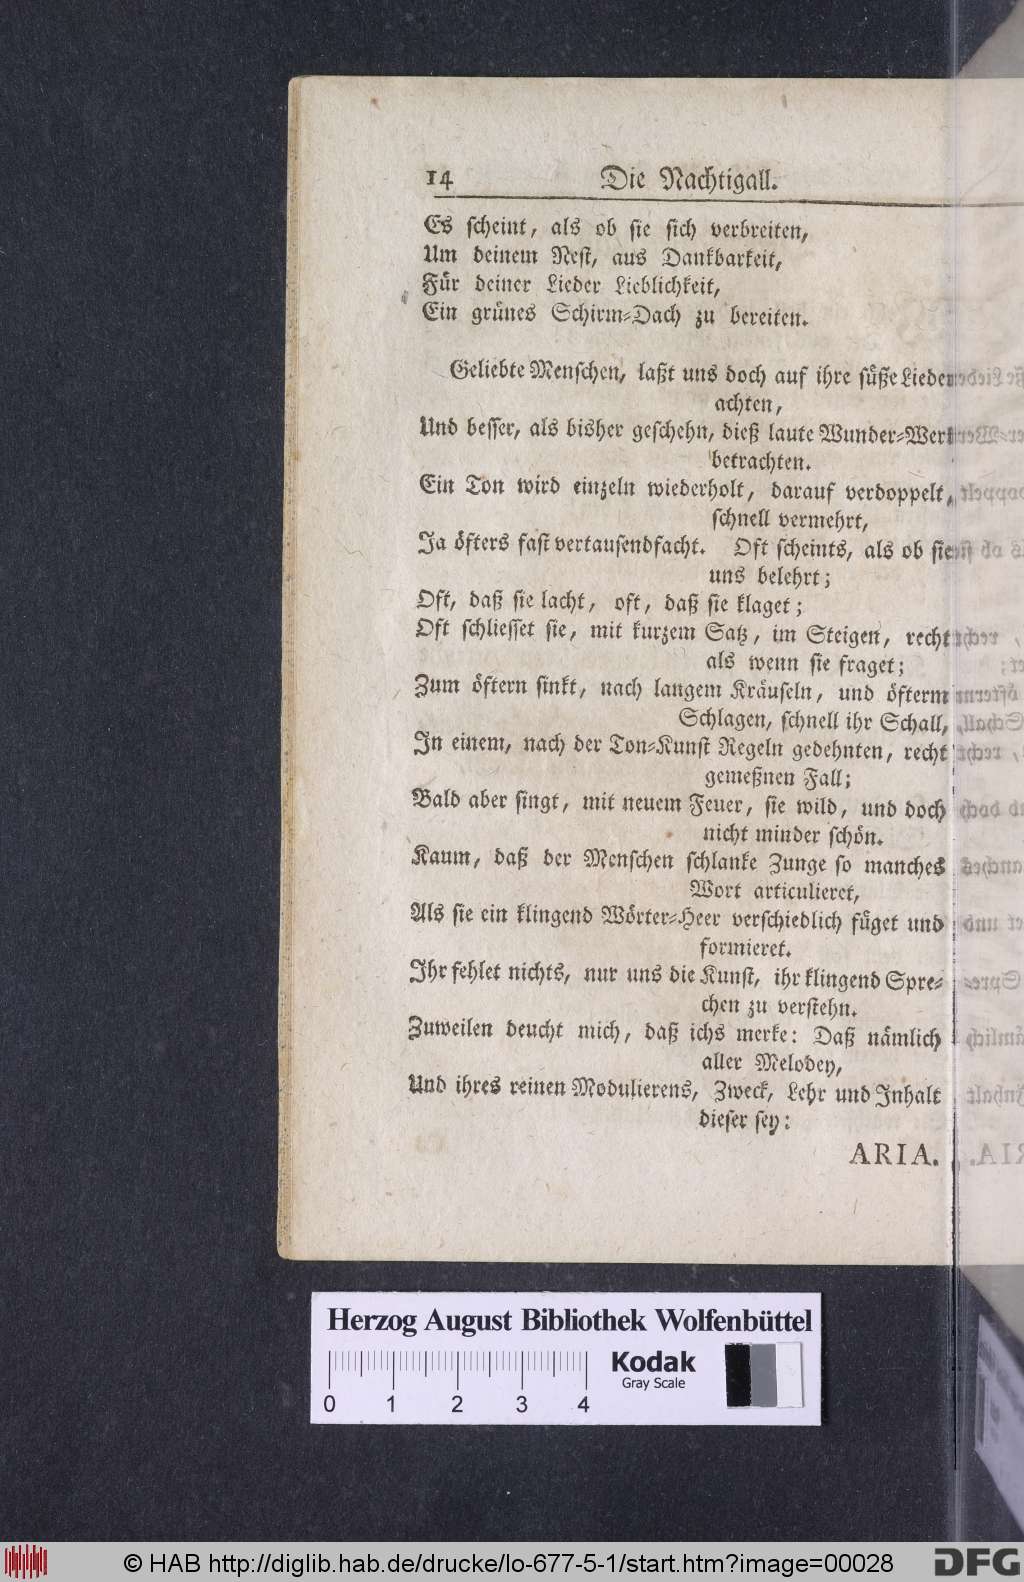 14 Die Nachtigall.
Es scheint, als ob sie sich verbreiten,
Um deinem Nest, aus Dankbarkeit,
Für deiner Lieder Lieblichkeit,
Ein grünes Schirm-Dach zu bereiten.
Geliebte Menschen, laßt uns doch auf ihre süße Lieder
achten,
Und besser, als bisher geschehn, dieß laute Wunder-Werk
betrachten.
Ein Ton wird einzeln wiederholt, darauf verdoppelt,
schnell vermehrt,
Ja öfters fast vertausendfacht. Oft scheints, als ob sie
uns belehrt;
Oft, daß sie lacht, oft, daß sie klaget;
Oft schliesset sie, mit kurzem Satz, im Steigen, recht
als wenn sie fraget;
Zum öftern sinkt, nach langem Kräuseln, und öfterm
Schlagen, schnell ihr Schall,
In einem, nach der Ton-Kunst Regeln gedehnten, recht
gemeßnen Fall;
Bald aber singt, mit neuem Feuer, sie wild, und doch
nicht minder schön.
Kaum, daß der Menschen schlanke Zunge so manches
Wort articulieret,
Als sie ein klingend Wörter-Heer verschiedlich füget und
formieret.
Ihr fehlet nichts, nur uns die Kunst, ihr klingend Spre-
chen zu verstehn.
Zuweilen deucht mich, daß ichs merke: Daß nämlich
aller Melodey,
Und ihres reinen Modulierens, Zweck, Lehr und Inhalt
dieser sey:
ARIA.
Herzog August Bibliothek Wolfenbüttel
Kodak
Gray Scale
0 1 2 3 4
© HAB http://diglib.hab.de/drucke/lo-677-5-1/start.htm?image=00028
DFG